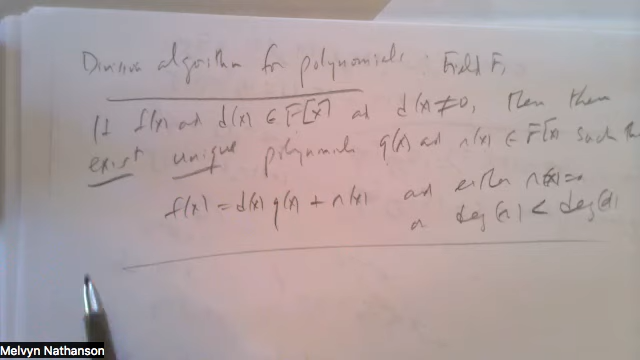 Division algorithm for polynomials: Field F,
If f(x) and d(x) ∈ F[x] and d(x) ≠ 0, then there
exist unique polynomials q(x) and r(x) ∈ F[x] such that
f(x) = d(x) q(x) + r(x) and either r(x) = 0
or deg(r) < deg(d)
Melvyn Nathanson